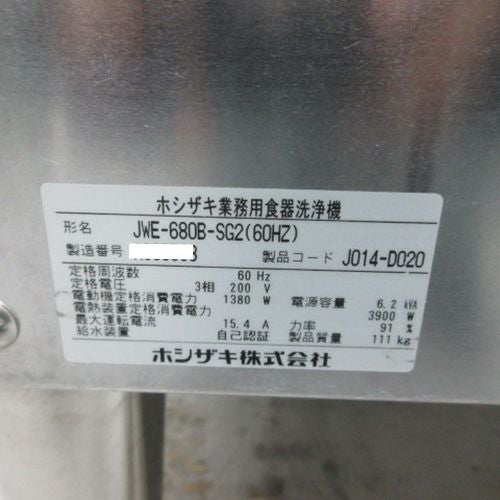 ホシザキ業務用食器洗浄機
形名 JWE-680B-SG2(60HZ)
製造番号 製品コード J014-D020
定格周波数 60 Hz
定格電圧 3相 200 V
電動機定格消費電力 1380 W 電源容量 6.2 kVA
電熱装置定格消費電力 3900 W
最大運転電流 15.4 A 力率 91 %
給水装置 自己認証 製品質量 111 kg
ホシザキ株式会社